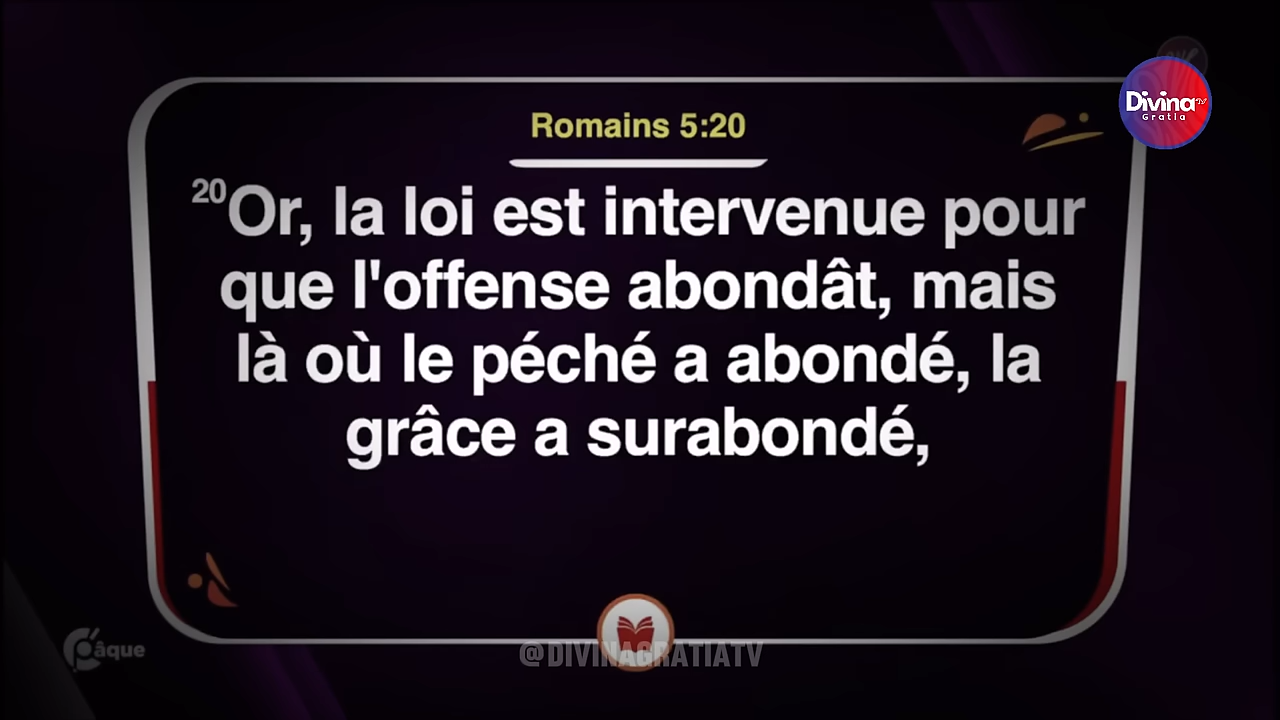 Divina TV
Gratia
Romains 5:20
20Or, la loi est intervenue pour
que l'offense abondât, mais
là où le péché a abondé, la
grâce a surabondé,
Pâque
@DIVINAGRATIATV